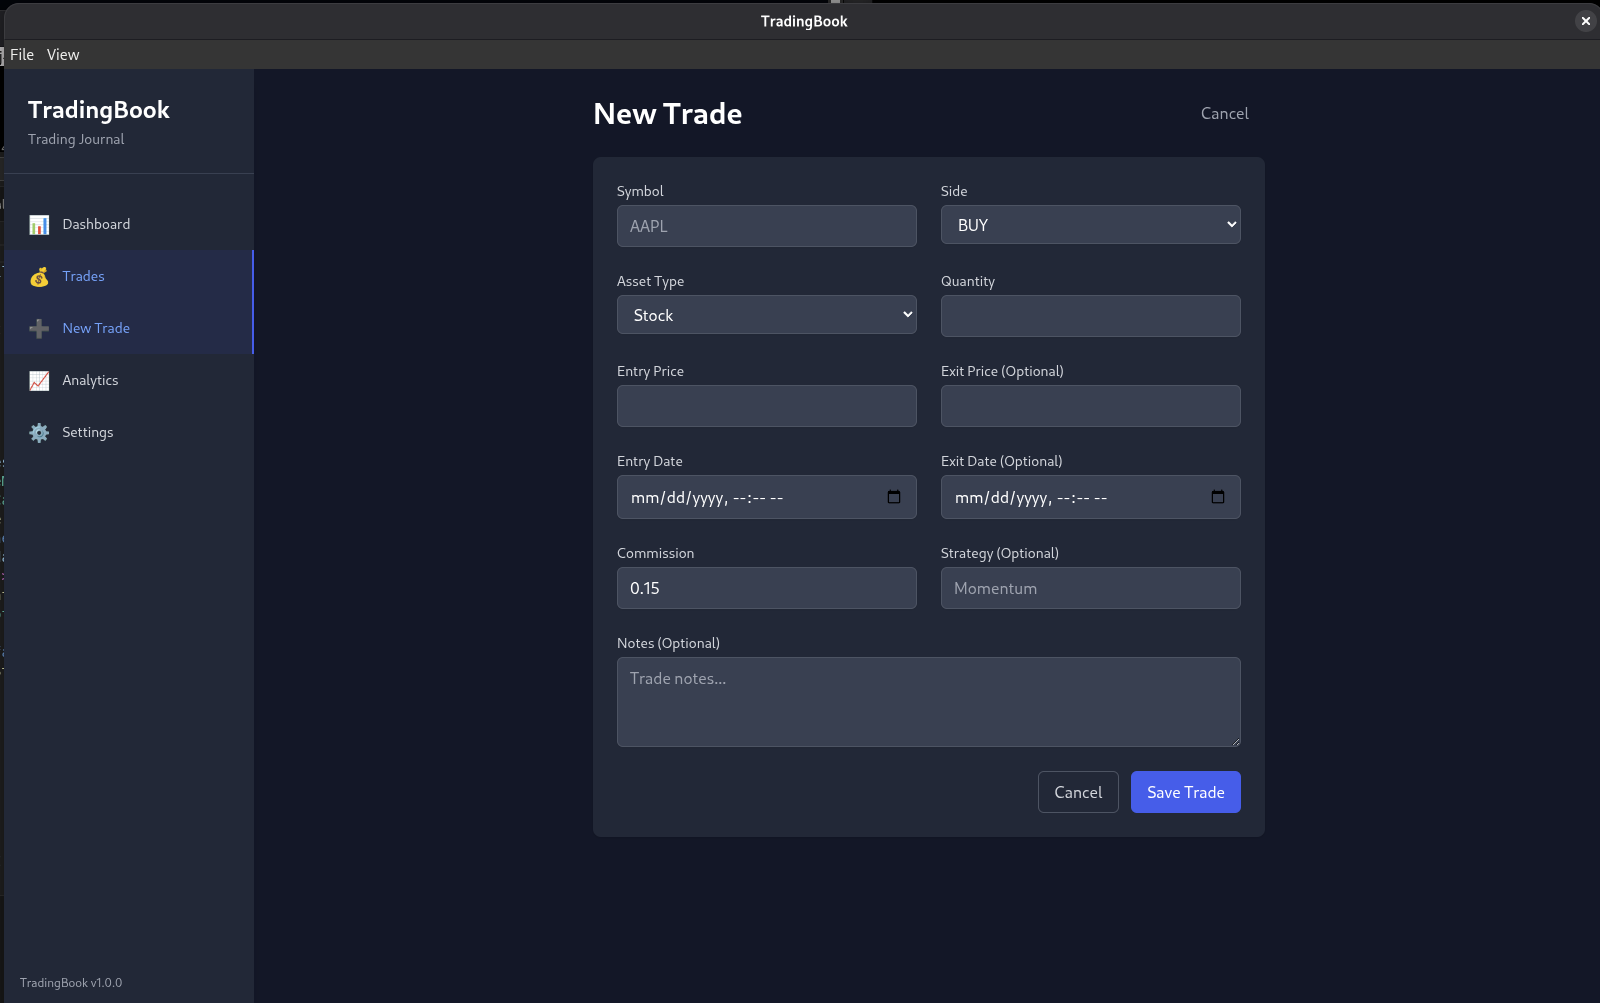 TradingBook
File View
TradingBook
Trading Journal
Dashboard
Trades
New Trade
Analytics
Settings
TradingBook v1.0.0
New Trade
Cancel
Symbol
AAPL
Side
BUY
Asset Type
Stock
Quantity
Entry Price
Exit Price (Optional)
Entry Date
mm/dd/yyyy, --:-- --
Exit Date (Optional)
mm/dd/yyyy, --:-- --
Commission
0.15
Strategy (Optional)
Momentum
Notes (Optional)
Trade notes...
Cancel
Save Trade